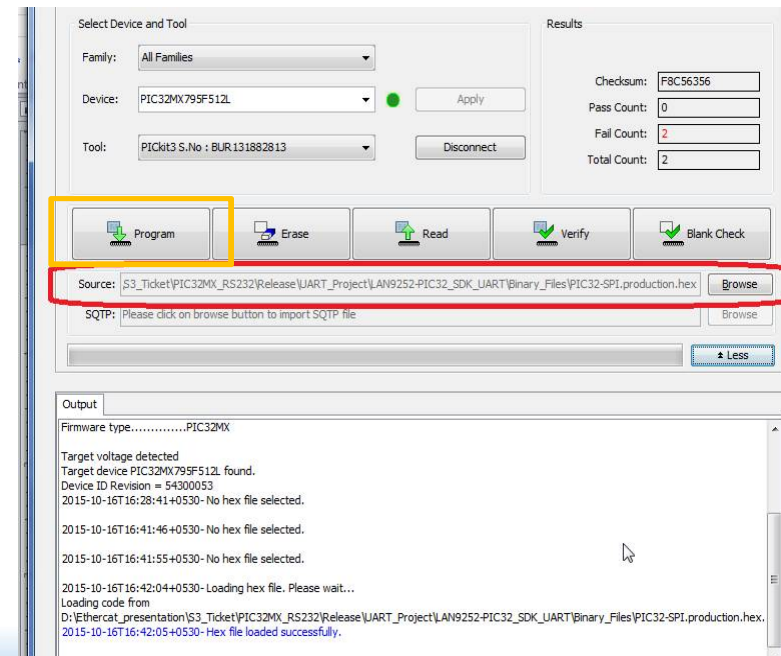 Select Device and Tool
Results
Family: All Families
Checksum: F8C56356
Device: PIC32MX795F512L Apply
Pass Count: 0
Fail Count: 2
Tool: PICkit3 S.No : BUR131882813 Disconnect
Total Count: 2
Program Erase Read Verify Blank Check
Source: S3_Ticket\PIC32MX_RS232\Release\UART_Project\LAN9252-PIC32_SDK_UART\Binary_Files\PIC32-SPI.production.hex Browse
SQTP: Please click on browse button to import SQTP file Browse
Less
Output
Firmware type..............PIC32MX
Target voltage detected
Target device PIC32MX795F512L found.
Device ID Revision = 54300053
2015-10-16T16:28:41+0530- No hex file selected.
2015-10-16T16:41:46+0530- No hex file selected.
2015-10-16T16:41:55+0530- No hex file selected.
2015-10-16T16:42:04+0530- Loading hex file. Please wait...
Loading code from
D:\Ethercat_presentation\S3_Ticket\PIC32MX_RS232\Release\UART_Project\LAN9252-PIC32_SDK_UART\Binary_Files\PIC32-SPI.production.hex.
2015-10-16T16:42:05+0530- Hex file loaded successfully.